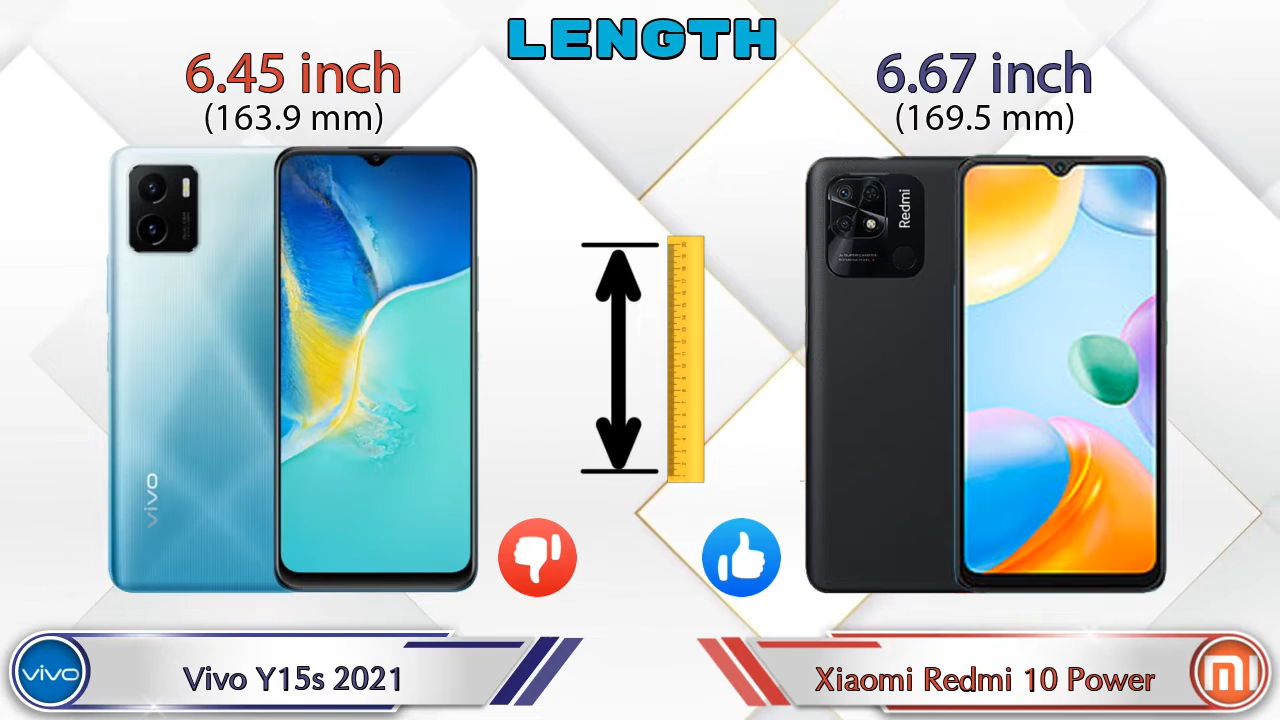 LENGTH
6.45 inch
(163.9 mm)
6.67 inch
(169.5 mm)
vivo
Redmi
vivo
Vivo Y15s 2021
Xiaomi Redmi 10 Power
mi